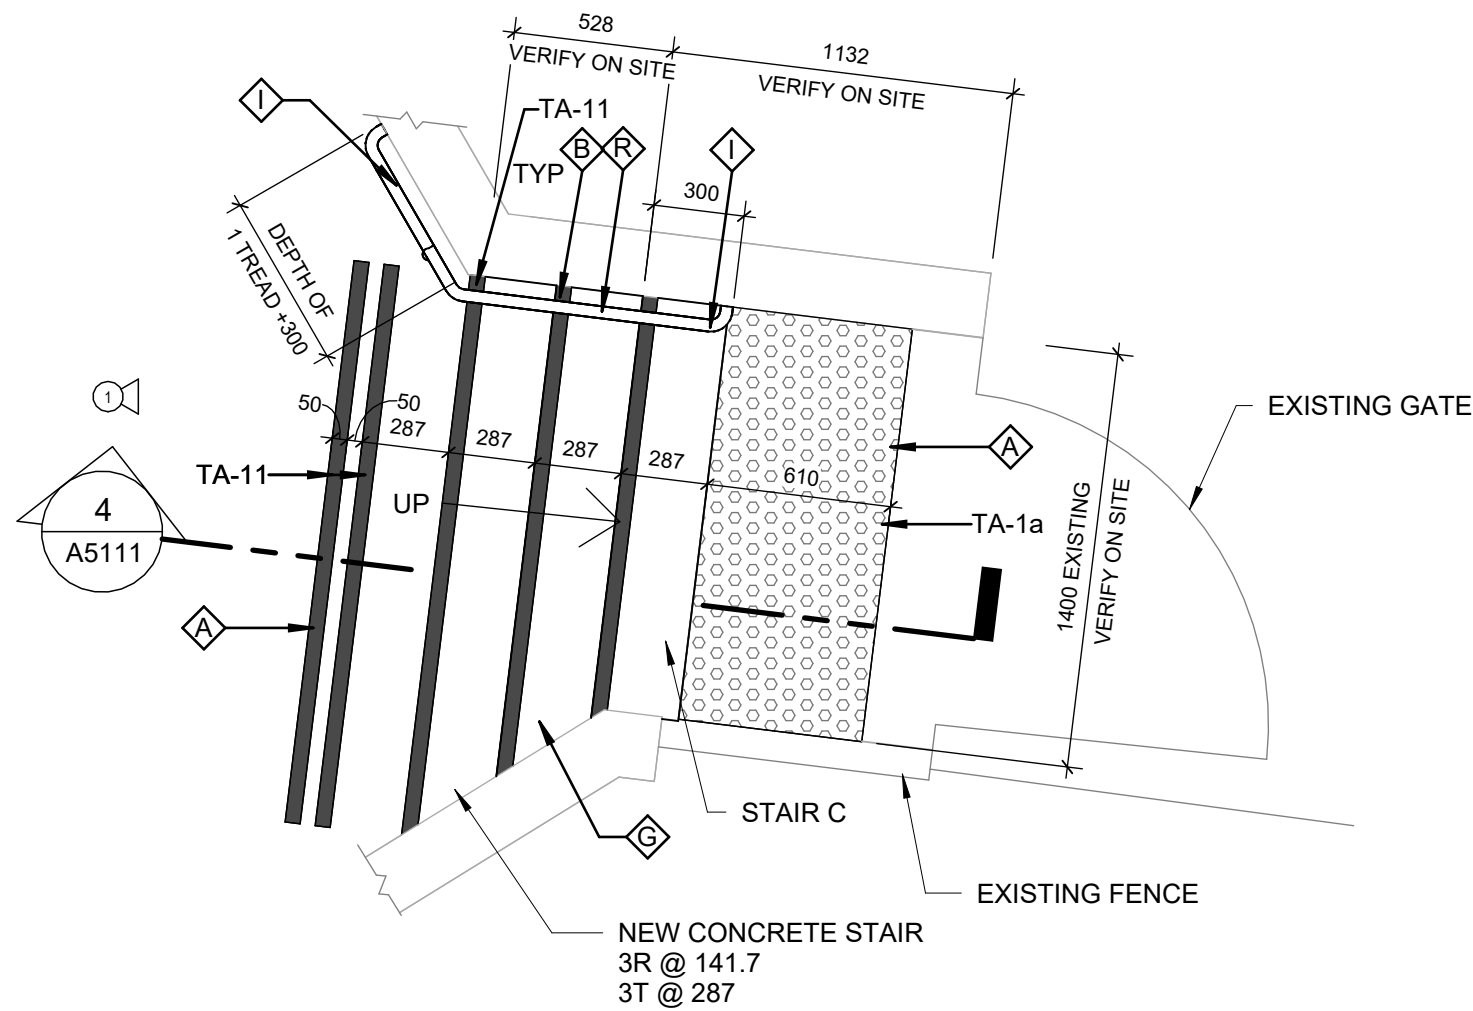 528
VERIFY ON SITE
1132
VERIFY ON SITE
I
TA-11
TYP
B
R
I
300
DEPTH OF
1 TREAD +300
1
50
50
287
287
287
287
610
A
EXISTING GATE
TA-11
UP
4
A5111
TA-1a
1400 EXISTING
VERIFY ON SITE
A
STAIR C
G
EXISTING FENCE
NEW CONCRETE STAIR
3R @ 141.7
3T @ 287